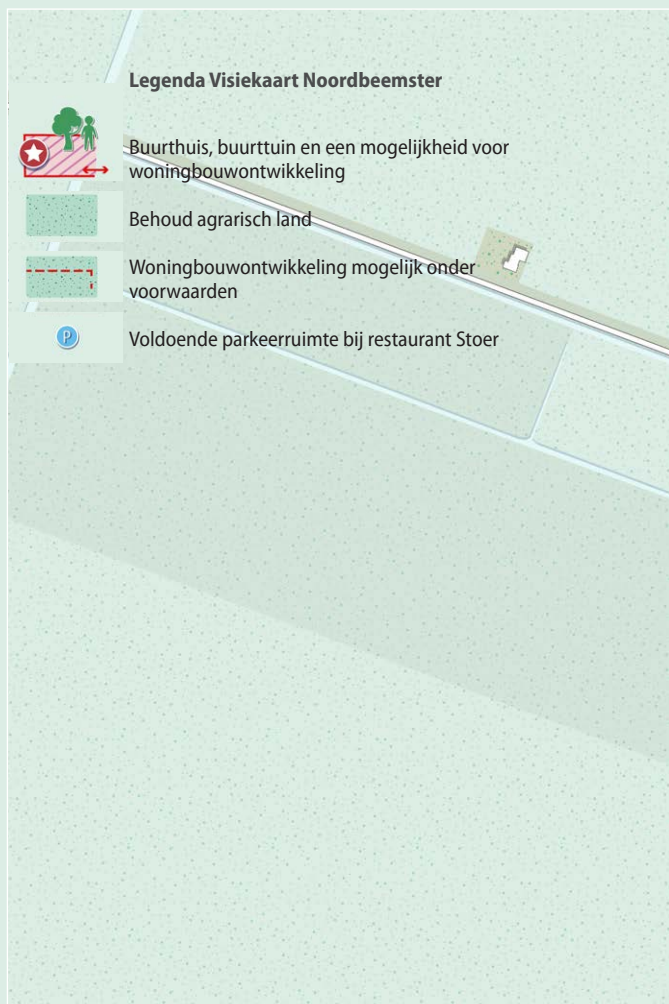 Legenda Visiekaart Noordbeemster
Buurthuis, buurttuin en een mogelijkheid voor
woningbouwontwikkeling
Behoud agrarisch land
Woningbouwontwikkeling mogelijk onder
voorwaarden
P
Voldoende parkeerruimte bij restaurant Stoer